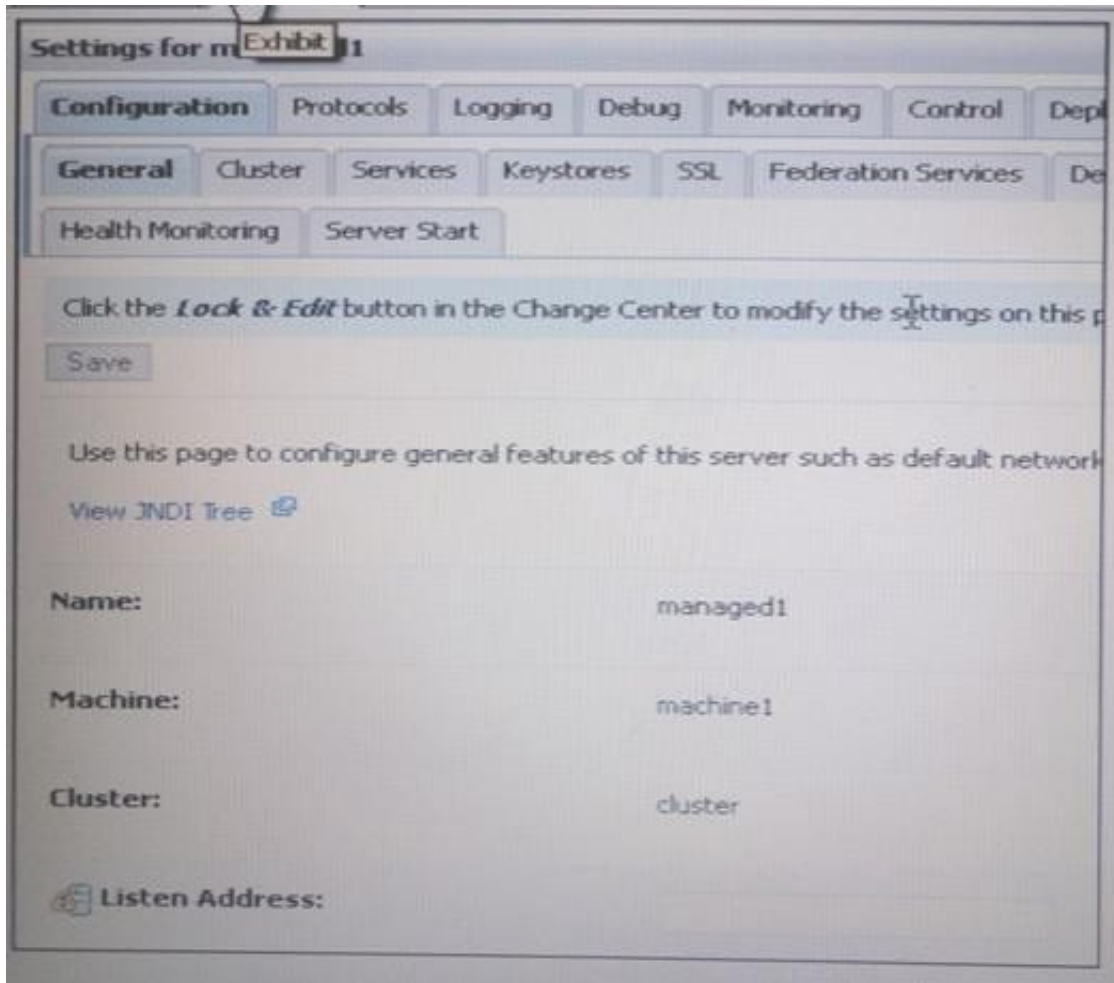 Settings for m
Exhibit
1
Configuration Protocols Logging Debug Monitoring Control Depl
General Cluster Services Keystores SSL Federation Services De
Health Monitoring Server Start
Click the Lock & Edit button in the Change Center to modify the settings on this p
Save
Use this page to configure general features of this server such as default network
View JNDI Tree
Name: managed1
Machine: machine1
Cluster: cluster
Listen Address: